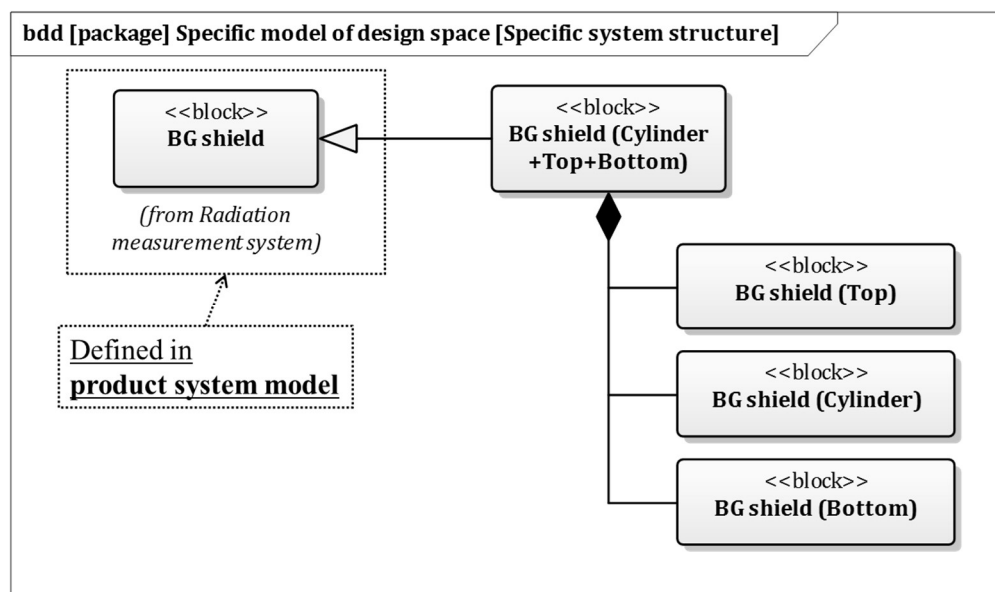 bdd [package] Specific model of design space [Specific system structure]
<<block>>
BG shield
(from Radiation
measurement system)
Defined in
product system model
<<block>>
BG shield (Cylinder
+Top+Bottom)
<<block>>
BG shield (Top)
<<block>>
BG shield (Cylinder)
<<block>>
BG shield (Bottom)